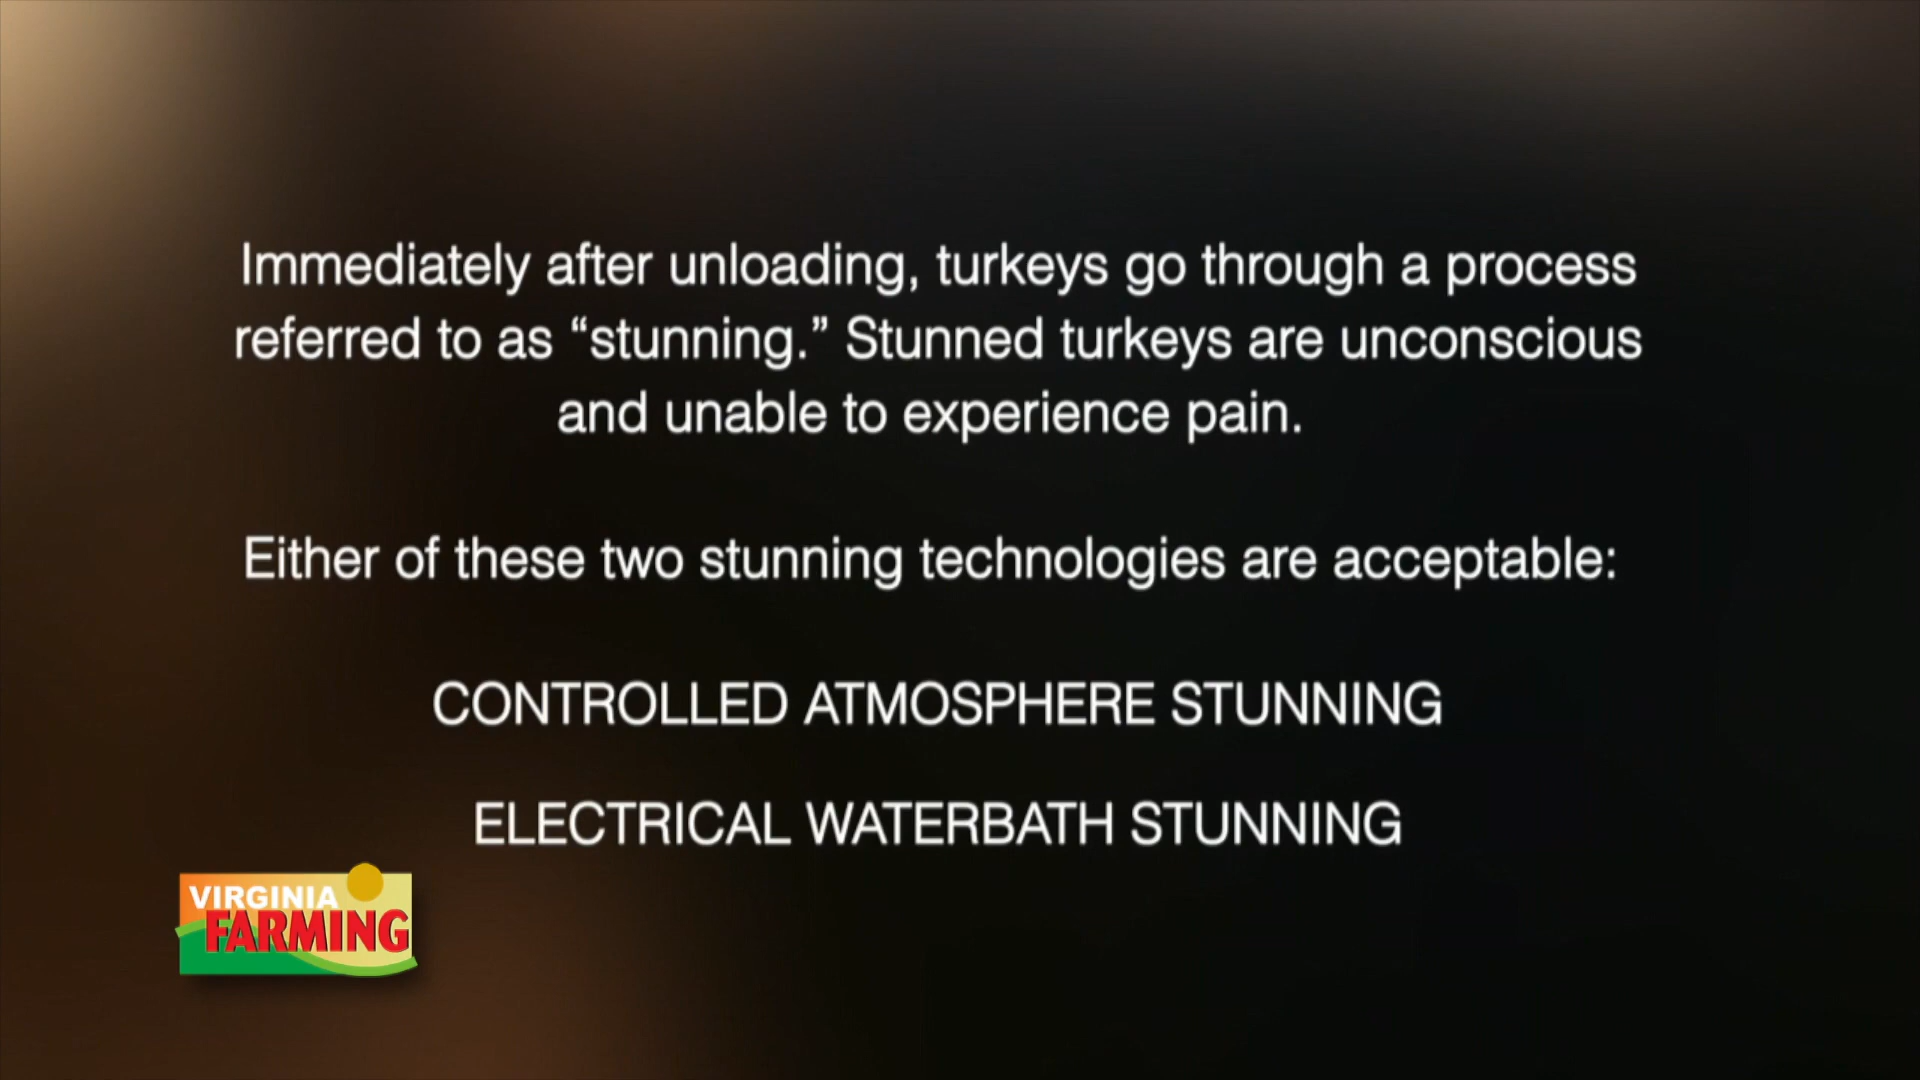 Immediately after unloading, turkeys go through a process
referred to as “stunning.” Stunned turkeys are unconscious
and unable to experience pain.
Either of these two stunning technologies are acceptable:
CONTROLLED ATMOSPHERE STUNNING
ELECTRICAL WATERBATH STUNNING
VIRGINIA
FARMING